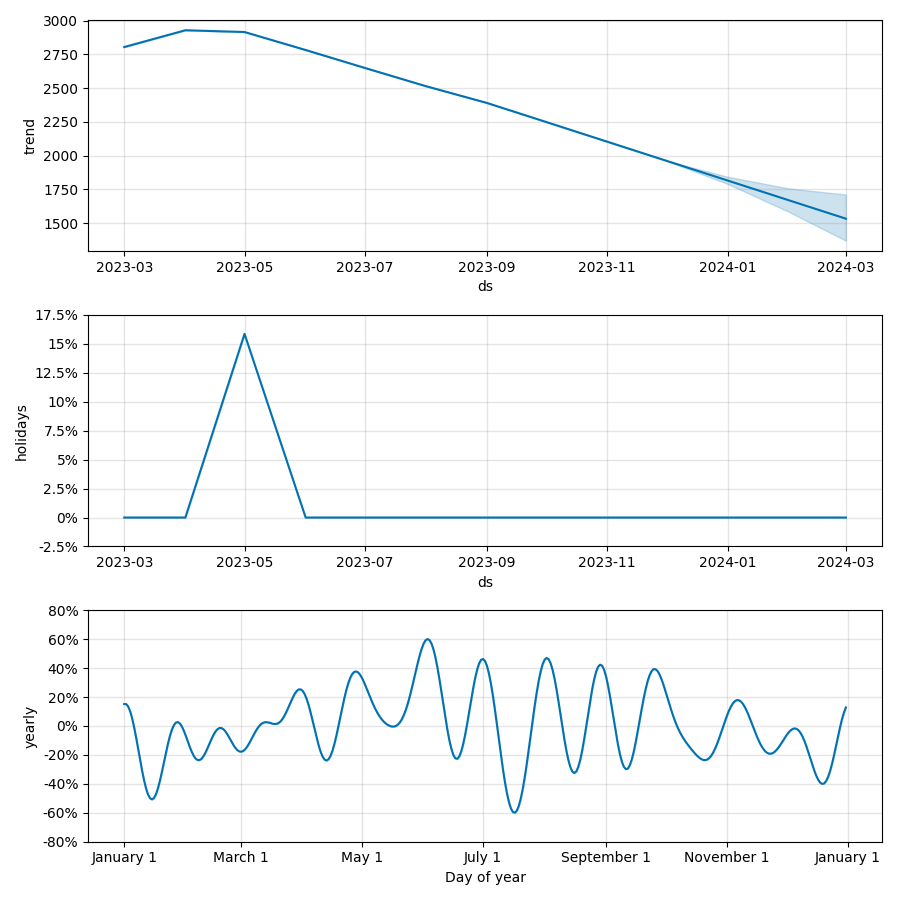 3000
2750
2500
2250
2000
1750
1500
trend
2023-03 2023-05 2023-07 2023-09 2023-11 2024-01 2024-03
ds
17.5%
15%
12.5%
10%
7.5%
5%
2.5%
0%
-2.5%
holidays
2023-03 2023-05 2023-07 2023-09 2023-11 2024-01 2024-03
ds
80%
60%
40%
20%
0%
-20%
-40%
-60%
-80%
yearly
January 1 March 1 May 1 July 1 September 1 November 1 January 1
Day of year